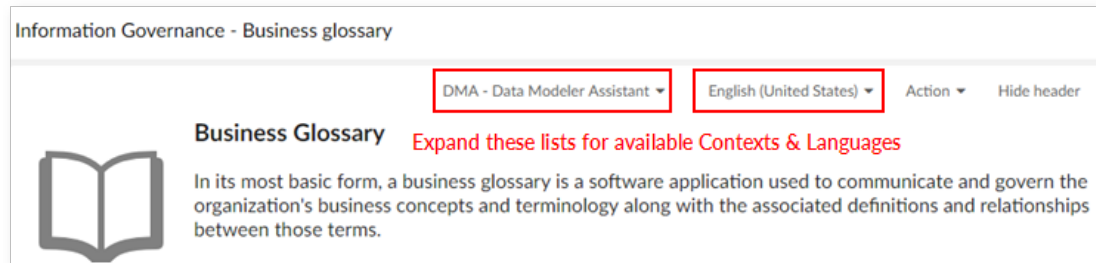 Information Governance - Business glossary
DMA - Data Modeler Assistant English (United States) Action Hide header
Business Glossary
Expand these lists for available Contexts & Languages
In its most basic form, a business glossary is a software application used to communicate and govern the
organization's business concepts and terminology along with the associated definitions and relationships
between those terms.